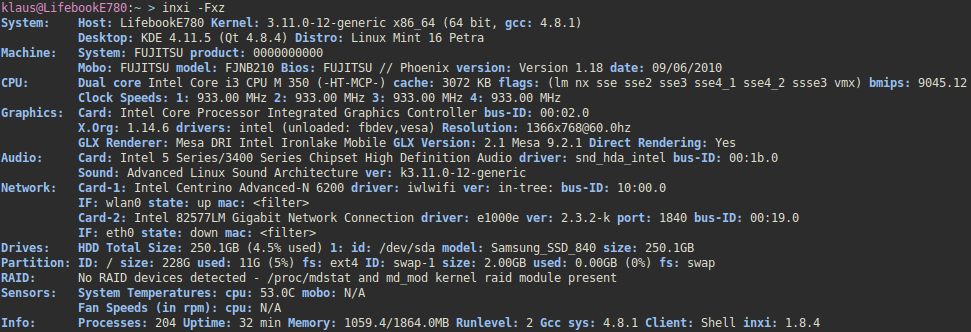 klaus@LifebookE780:~ > inxi -Fxz
System: Host: LifebookE780 Kernel: 3.11.0-12-generic x86_64 (64 bit, gcc: 4.8.1)
Desktop: KDE 4.11.5 (Qt 4.8.4) Distro: Linux Mint 16 Petra
Machine: System: FUJITSU product: 0000000000
Mobo: FUJITSU model: FJNB210 Bios: FUJITSU // Phoenix version: Version 1.18 date: 09/06/2010
CPU: Dual core Intel Core i3 CPU M 350 (-HT-MCP-) cache: 3072 KB flags: (lm nx sse sse2 sse3 sse4_1 sse4_2 ssse3 vmx) bmips: 9045.12
Clock Speeds: 1: 933.00 MHz 2: 933.00 MHz 3: 933.00 MHz 4: 933.00 MHz
Graphics: Card: Intel Core Processor Integrated Graphics Controller bus-ID: 00:02.0
X.Org: 1.14.6 drivers: intel (unloaded: fbdev,vesa) Resolution: 1366x768@60.0hz
GLX Renderer: Mesa DRI Intel Ironlake Mobile GLX Version: 2.1 Mesa 9.2.1 Direct Rendering: Yes
Audio: Card: Intel 5 Series/3400 Series Chipset High Definition Audio driver: snd_hda_intel bus-ID: 00:1b.0
Sound: Advanced Linux Sound Architecture ver: k3.11.0-12-generic
Network: Card-1: Intel Centrino Advanced-N 6200 driver: iwlwifi ver: in-tree: bus-ID: 10:00.0
IF: wlan0 state: up mac: <filter>
Card-2: Intel 82577LM Gigabit Network Connection driver: e1000e ver: 2.3.2-k port: 1840 bus-ID: 00:19.0
IF: eth0 state: down mac: <filter>
Drives: HDD Total Size: 250.1GB (4.5% used) 1: id: /dev/sda model: Samsung_SSD_840 size: 250.1GB
Partition: ID: / size: 228G used: 11G (5%) fs: ext4 ID: swap-1 size: 2.00GB used: 0.00GB (0%) fs: swap
RAID: No RAID devices detected - /proc/mdstat and md_mod kernel raid module present
Sensors: System Temperatures: cpu: 53.0C mobo: N/A
Fan Speeds (in rpm): cpu: N/A
Info: Processes: 204 Uptime: 32 min Memory: 1059.4/1864.0MB Runlevel: 2 Gcc sys: 4.8.1 Client: Shell inxi: 1.8.4